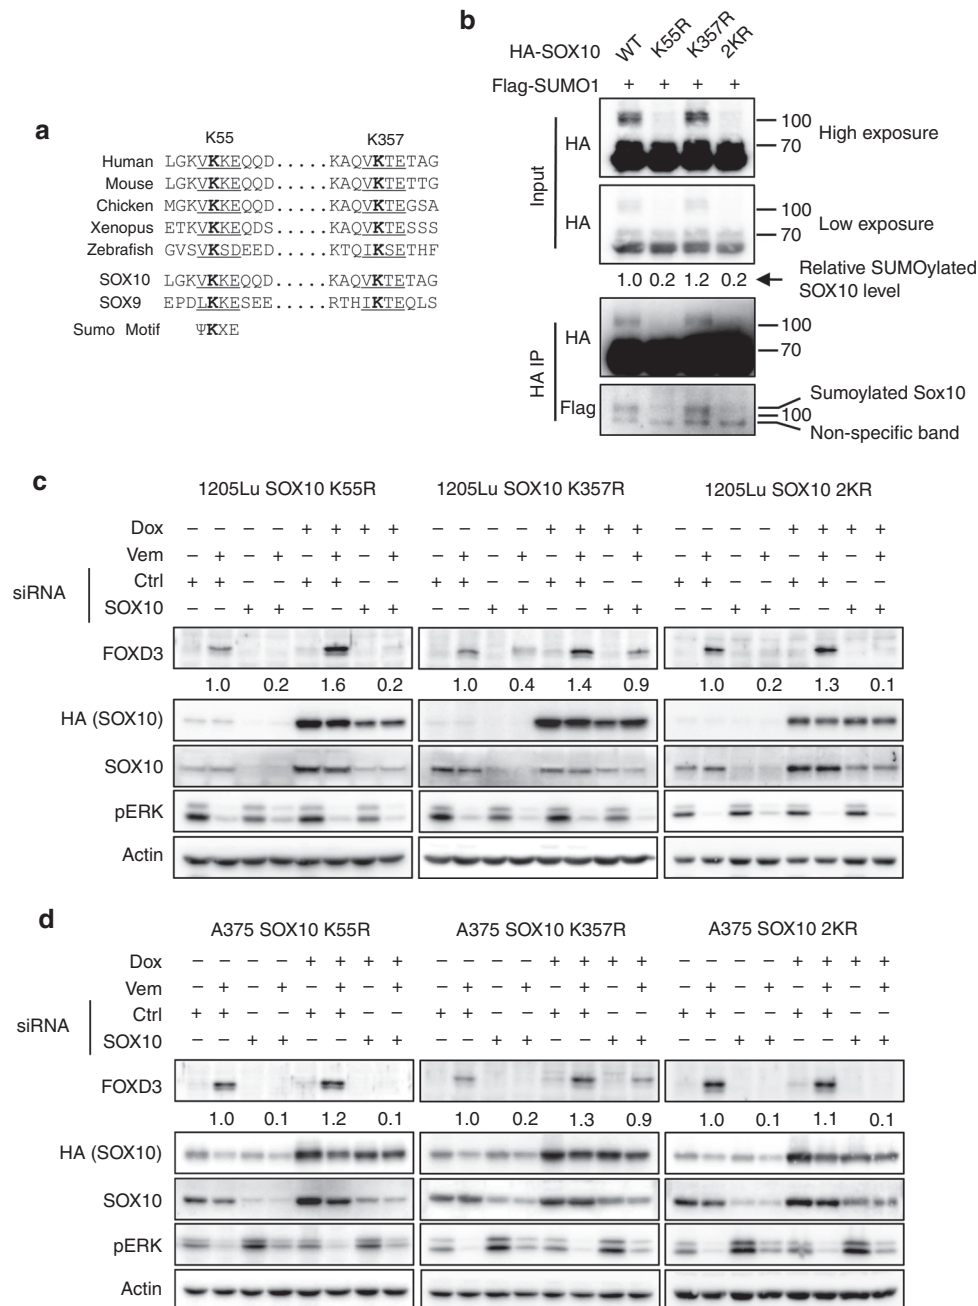 a
K55 K357
Human LGKVKKEQQD.....KAQVKTETAG
Mouse LGKVKKEQQD.....KAQVKTETTG
Chicken MGKVKKEQQD.....KAQVKTEGSA
Xenopus ETKVKKEQDS.....KAQVKTESSS
Zebrafish GVSVKSDEED.....KTQIKSETHF
SOX10 LGKVKKEQQD.....KAQVKTETAG
SOX9 EPDLKKESEE.....RTHIKTEQLS
Sumo Motif ΨKXE
b
HA-SOX10 WT K55R K357R 2KR
Flag-SUMO1 + + + +
Input
HA 100 70 High exposure
HA 100 70 Low exposure
1.0 0.2 1.2 0.2 Relative SUMOylated SOX10 level
HA IP
HA 100 70
Flag Sumoylated Sox10
100
Non-specific band
c
1205Lu SOX10 K55R 1205Lu SOX10 K357R 1205Lu SOX10 2KR
Dox – – – – + + + + – – – – + + + + – – – – + + + +
Vem – + – + – + – + – + – + – + – + – + – + – + – +
siRNA
Ctrl + + – – + + – – + + – – + + – – + + – – + + – –
SOX10 – – + + – – + + – – + + – – + + – – + + – – + +
FOXD3
1.0 0.2 1.6 0.2 1.0 0.4 1.4 0.9 1.0 0.2 1.3 0.1
HA (SOX10)
SOX10
pERK
Actin
d
A375 SOX10 K55R A375 SOX10 K357R A375 SOX10 2KR
Dox – – – – + + + + – – – – + + + + – – – – + + + +
Vem – + – + – + – + – + – + – + – + – + – + – + – +
siRNA
Ctrl + + – – + + – – + + – – + + – – + + – – + + – –
SOX10 – – + + – – + + – – + + – – + + – – + + – – + +
FOXD3
1.0 0.1 1.2 0.1 1.0 0.2 1.3 0.9 1.0 0.1 1.1 0.1
HA (SOX10)
SOX10
pERK
Actin